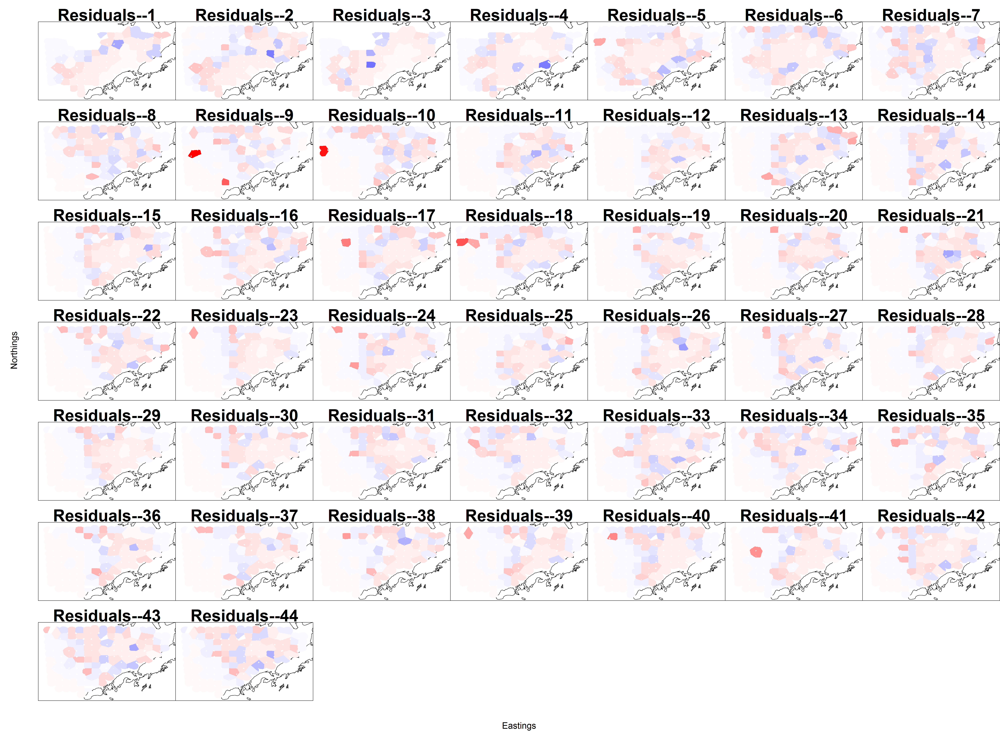 Residuals--1 Residuals--2 Residuals--3 Residuals--4 Residuals--5 Residuals--6 Residuals--7
Residuals--8 Residuals--9 Residuals--10 Residuals--11 Residuals--12 Residuals--13 Residuals--14
Residuals--15 Residuals--16 Residuals--17 Residuals--18 Residuals--19 Residuals--20 Residuals--21
Residuals--22 Residuals--23 Residuals--24 Residuals--25 Residuals--26 Residuals--27 Residuals--28
Northings
Residuals--29 Residuals--30 Residuals--31 Residuals--32 Residuals--33 Residuals--34 Residuals--35
Residuals--36 Residuals--37 Residuals--38 Residuals--39 Residuals--40 Residuals--41 Residuals--42
Residuals--43 Residuals--44
Eastings